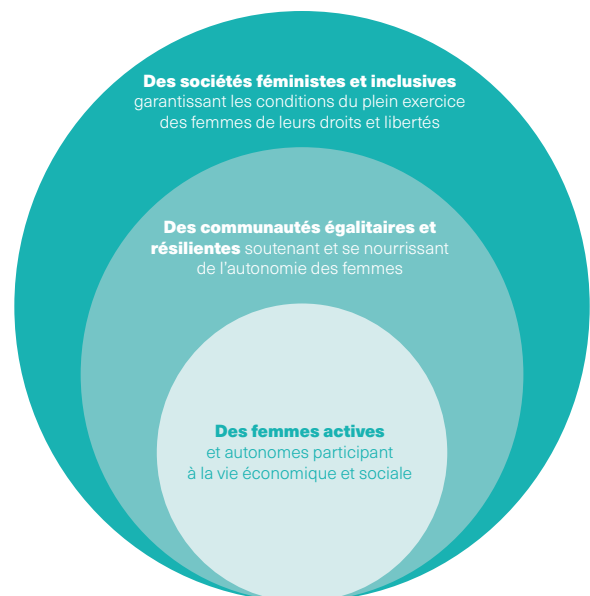 Des sociétés féministes et inclusives
garantissant les conditions du plein exercice
des femmes de leurs droits et libertés
Des communautés égalitaires et
résilientes soutenant et se nourrissant
de l'autonomie des femmes
Des femmes actives
et autonomes participant
à la vie économique et sociale